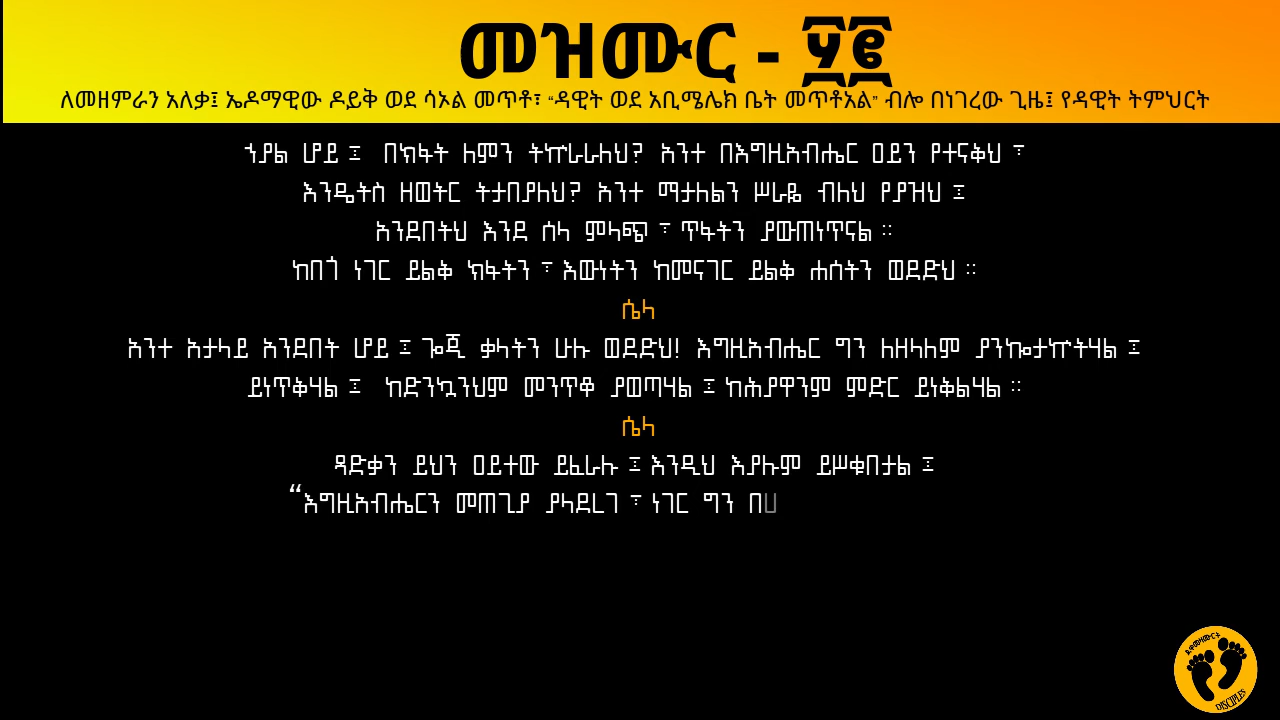 መዝሙር - ፶፪
ለመዘምራን አለቃ፤ ኤዶማዊው ዶይቅ ወደ ሳኦል መጥቶ፣ “ዳዊት ወደ አቢሜሌክ ቤት መጥቶአል” ብሎ በነገረው ጊዜ፤ የዳዊት ትምህርት
ኀያል ሆይ ፤ በክፋት ለምን ትኵራራለህ? አንተ በእግዚአብሔር ዐይን የተናቅህ ፣
እንዴትስ ዘወትር ትታበያለህ? አንተ ማታለልን ሥራዬ ብለህ የያዝህ ፤
አንደበትህ እንደ ሰላ ምላጭ ፣ ጥፋትን ያውጠነጥናል ።
ከበጎ ነገር ይልቅ ክፋትን ፣ እውነትን ከመናገር ይልቅ ሐሰትን ወደድህ ።
ሴላ
አንተ አታላይ አንደበት ሆይ ፤ ጐጂ ቃላትን ሁሉ ወደድህ! እግዚአብሔር ግን ለዘላለም ያንኰታኵትሃል ፤
ይነጥቅሃል ፤ ከድንኳንህም መንጥቆ ያወጣሃል ፤ ከሕያዋንም ምድር ይነቅልሃል ።
ሴላ
ጻድቃን ይህን ዐይተው ይፈራሉ ፤ እንዲህ እያሉም ይሥቁበታል ፤
“እግዚአብሔርን መጠጊያ ያላደረገ ፣ ነገር ግን በሀ
DISCIPLES